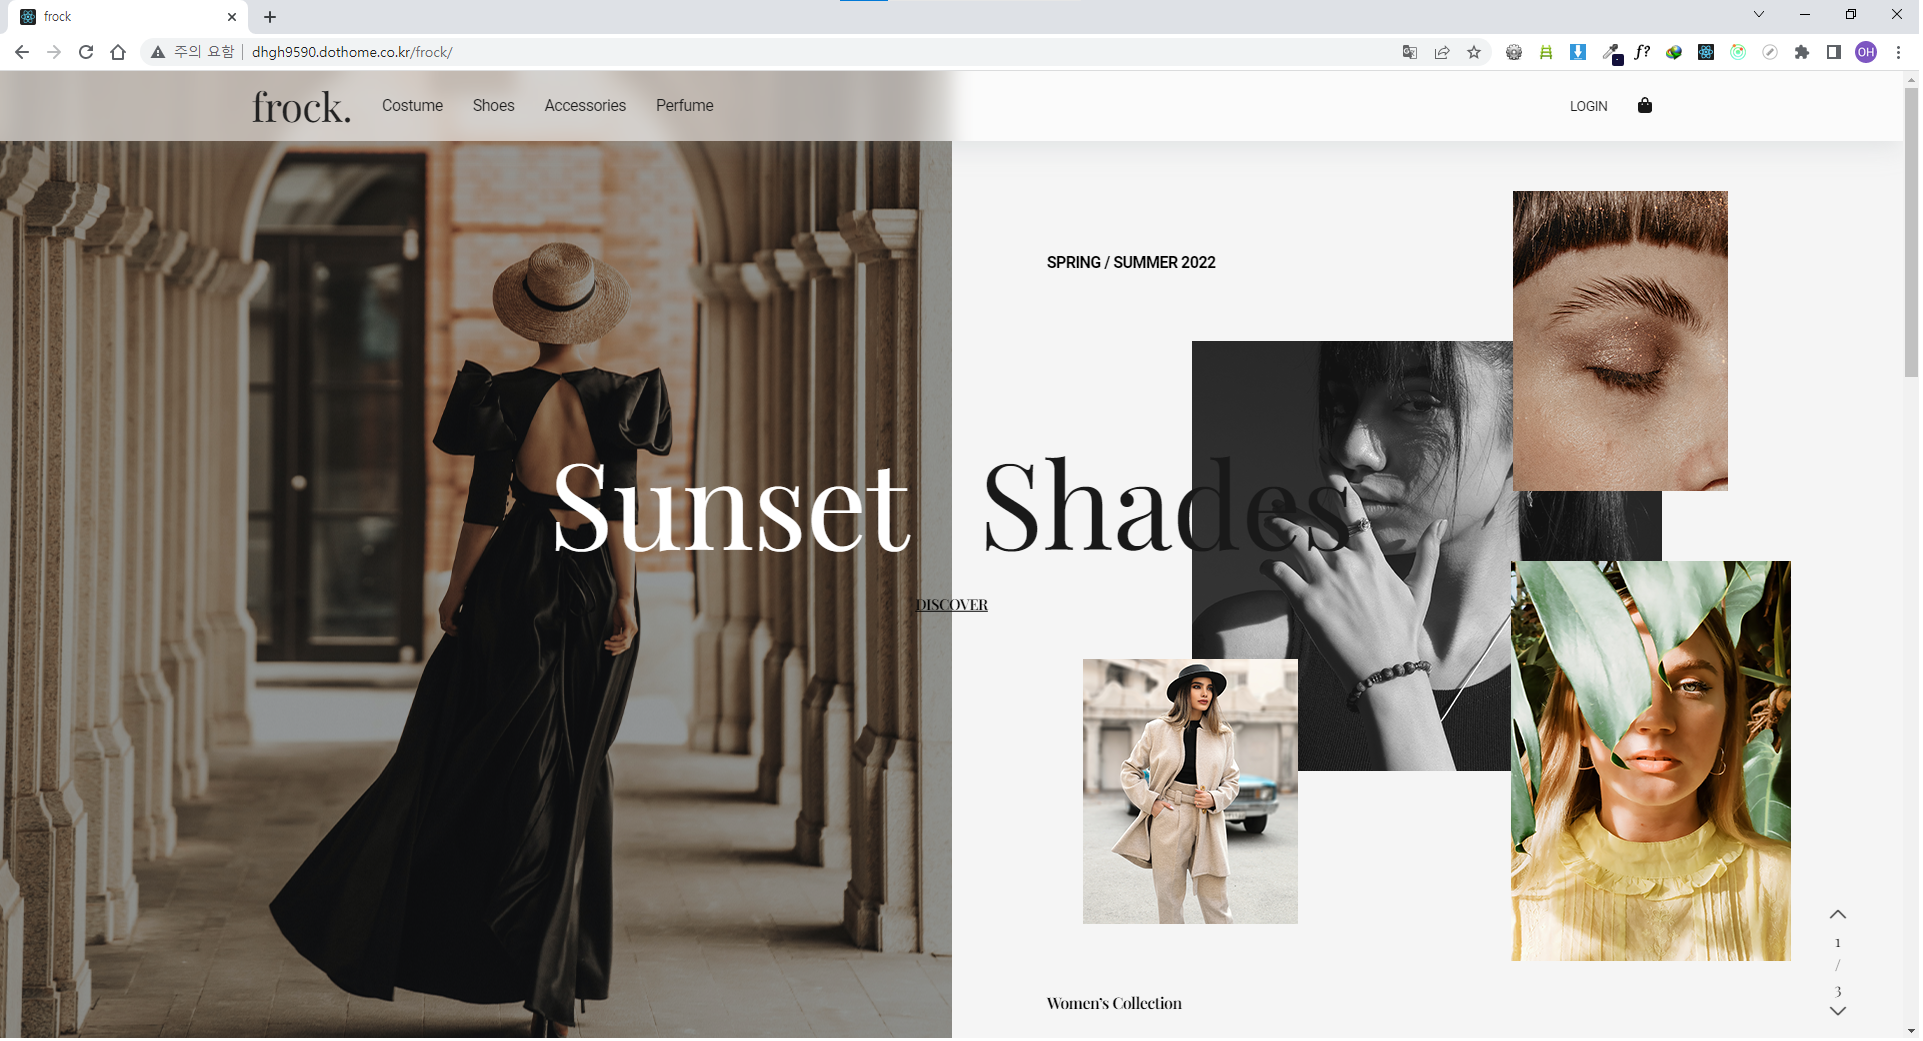 frock
주의 요함
dhgh9590.dothome.co.kr/frock/
f?
OH
frock.
Costume
Shoes
Accessories
Perfume
LOGIN
SPRING / SUMMER 2022
Sunset Shades
DISCOVER
Women's Collection
1
/
3